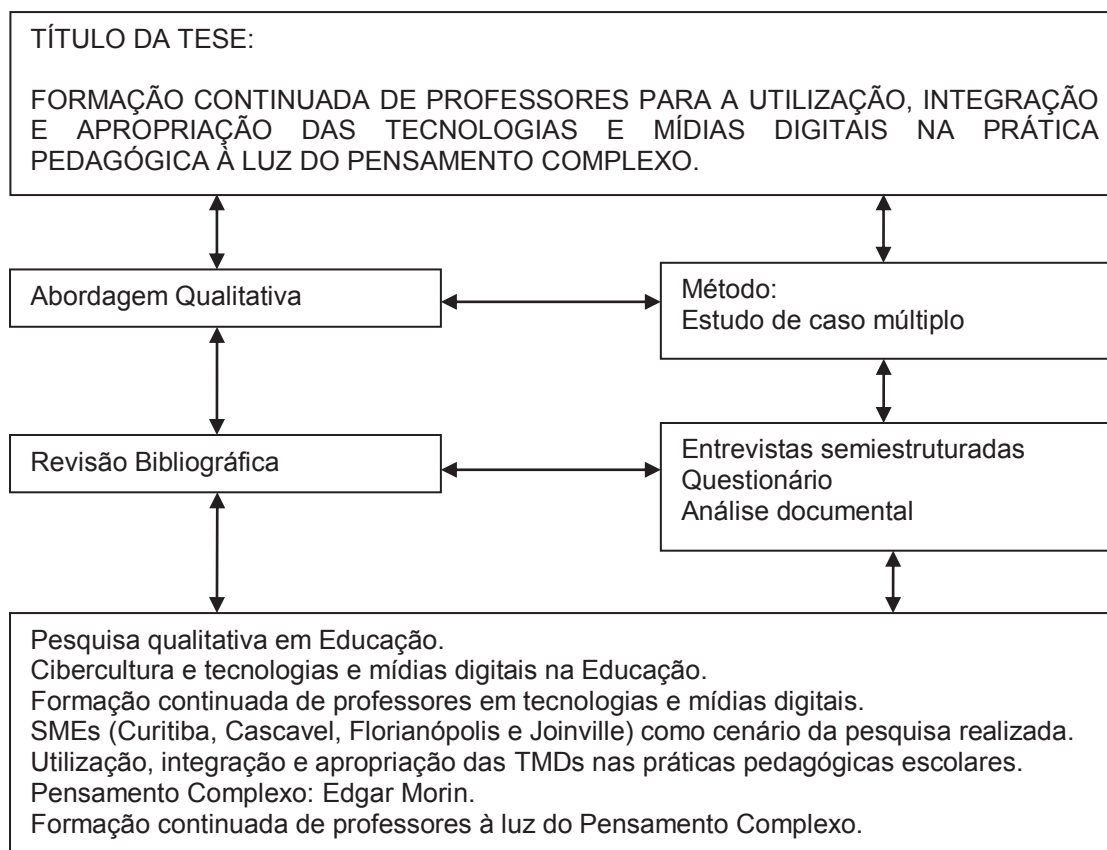 TÍTULO DA TESE:
FORMAÇÃO CONTINUADA DE PROFESSORES PARA A UTILIZAÇÃO, INTEGRAÇÃO
E APROPRIAÇÃO DAS TECNOLOGIAS E MÍDIAS DIGITAIS NA PRÁTICA
PEDAGÓGICA À LUZ DO PENSAMENTO COMPLEXO.
Abordagem Qualitativa
Método:
Estudo de caso múltiplo
Revisão Bibliográfica
Entrevistas semiestruturadas
Questionário
Análise documental
Pesquisa qualitativa em Educação.
Cibercultura e tecnologias e mídias digitais na Educação.
Formação continuada de professores em tecnologias e mídias digitais.
SMEs (Curitiba, Cascavel, Florianópolis e Joinville) como cenário da pesquisa realizada.
Utilização, integração e apropriação das TMDs nas práticas pedagógicas escolares.
Pensamento Complexo: Edgar Morin.
Formação continuada de professores à luz do Pensamento Complexo.